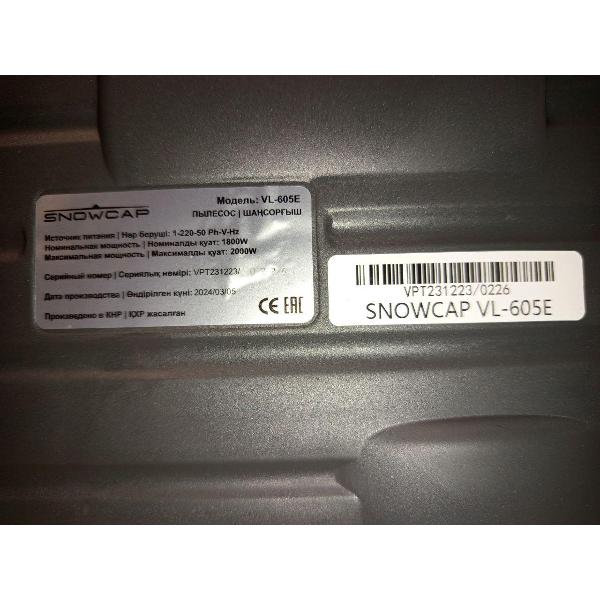 SNOWCAP
Модель: VL-605E
ПЫЛЕСОС | ШАҢСОРҒЫШ
Источник питания | Нәр беруші: 1-220-50 Ph-V-Hz
Номинальная мощность | Номиналды қуат: 1800W
Максимальная мощность | Максималды қуат: 2000W
Серийный номер | Сериялық нөмірі: VPT231223/
Дата производства | Өндірілген күні: 2024/03/05
Произведено в КНР | ҚХР жасалған
CE EAC
VPT231223/0226
SNOWCAP VL-605E